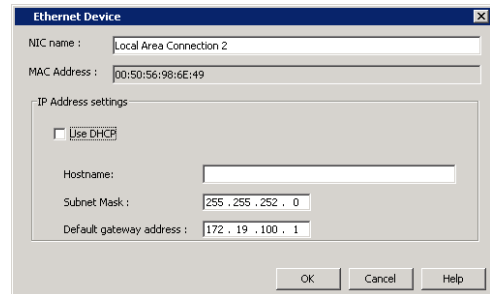 Ethernet Device
NIC name : Local Area Connection 2
MAC Address : 00:50:56:98:6E:49
IP Address settings
Use DHCP
Hostname:
Subnet Mask : 255 . 255 . 252 . 0
Default gateway address : 172 . 19 . 100 . 1
OK Cancel Help